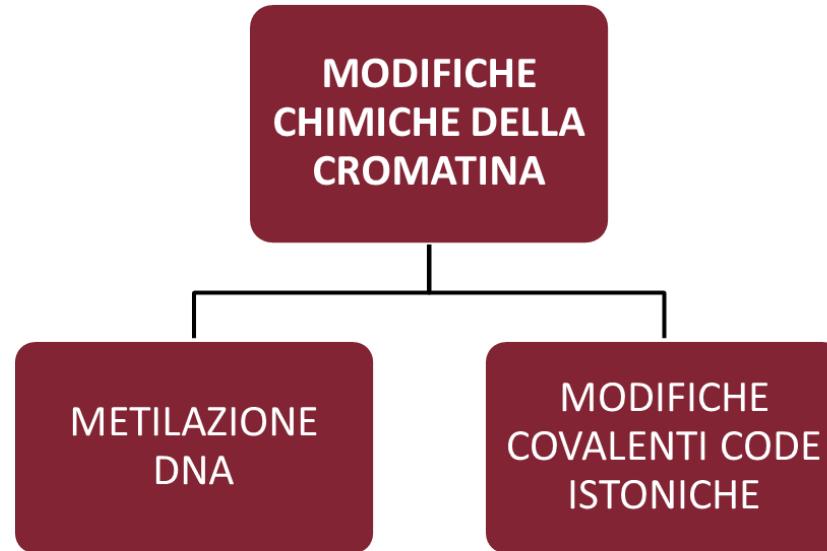 MODIFICHE
CHIMICHE DELLA
CROMATINA
METILAZIONE
DNA
MODIFICHE
COVALENTI CODE
ISTONICHE